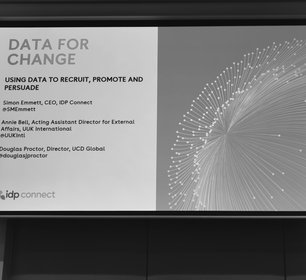 DATA FOR
CHANGE
USING DATA TO RECRUIT, PROMOTE AND
PERSUADE
Simon Emmett, CEO, IDP Connect
@SMEmmett
Annie Bell, Acting Assistant Director for External
Affairs, UUK International
@UUKIntl
Douglas Proctor, Director, UCD Global
@douglasjproctor
idp connect